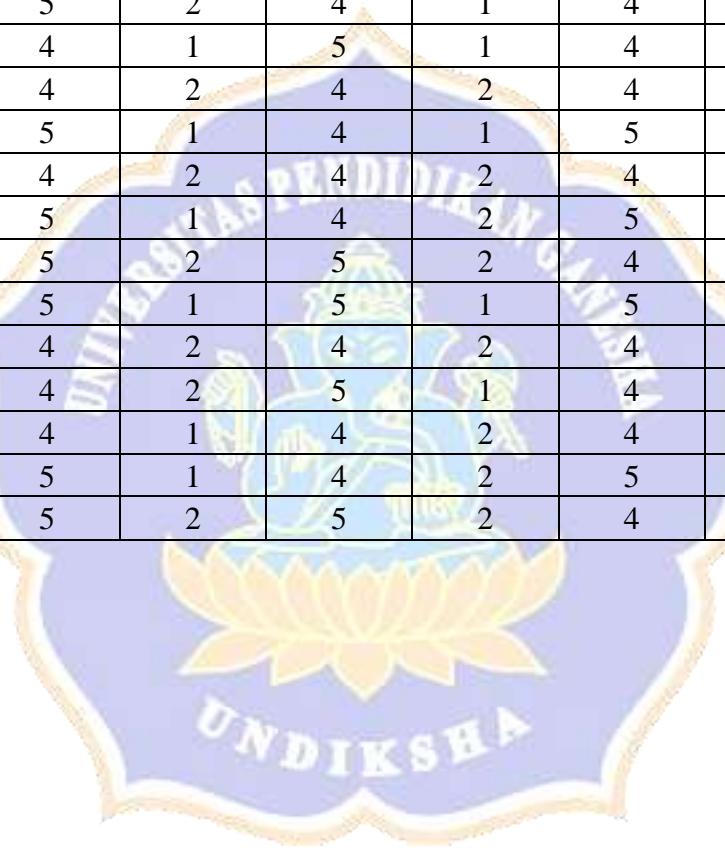 5 2 4 1 4
4 1 5 1 4
4 2 4 2 4
5 1 4 1 5
4 2 4 2 4
5 1 4 2 5
5 2 5 2 4
5 1 5 1 5
4 2 4 2 4
4 2 5 1 4
4 1 4 2 4
5 1 4 2 5
5 2 5 2 4
UNIVERSITAS PENDIDIKAN GANESHA
UNDIKSHA